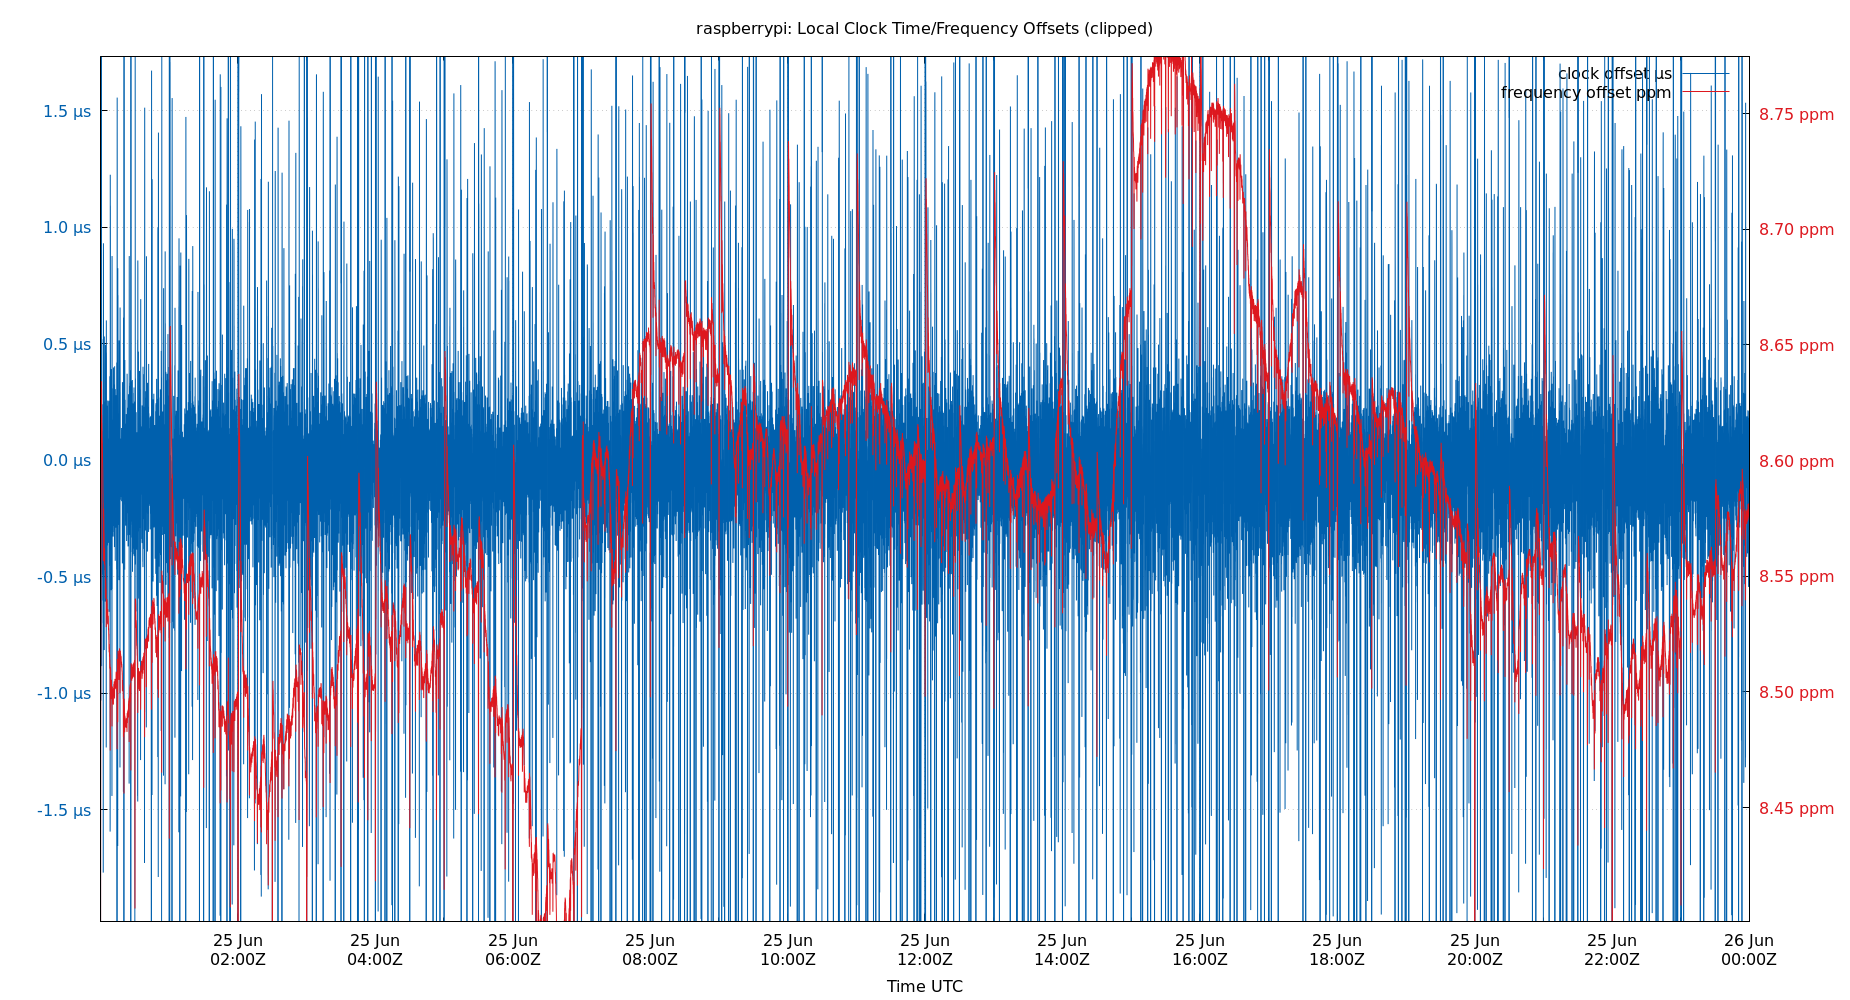 raspberrypi: Local Clock Time/Frequency Offsets (clipped)
clock offset µs
frequency offset ppm
1.5 µs
1.0 µs
0.5 µs
0.0 µs
-0.5 µs
-1.0 µs
-1.5 µs
8.75 ppm
8.70 ppm
8.65 ppm
8.60 ppm
8.55 ppm
8.50 ppm
8.45 ppm
25 Jun 25 Jun 25 Jun 25 Jun 25 Jun 25 Jun 25 Jun 25 Jun 25 Jun 25 Jun 25 Jun 26 Jun
02:00Z 04:00Z 06:00Z 08:00Z 10:00Z 12:00Z 14:00Z 16:00Z 18:00Z 20:00Z 22:00Z 00:00Z
Time UTC